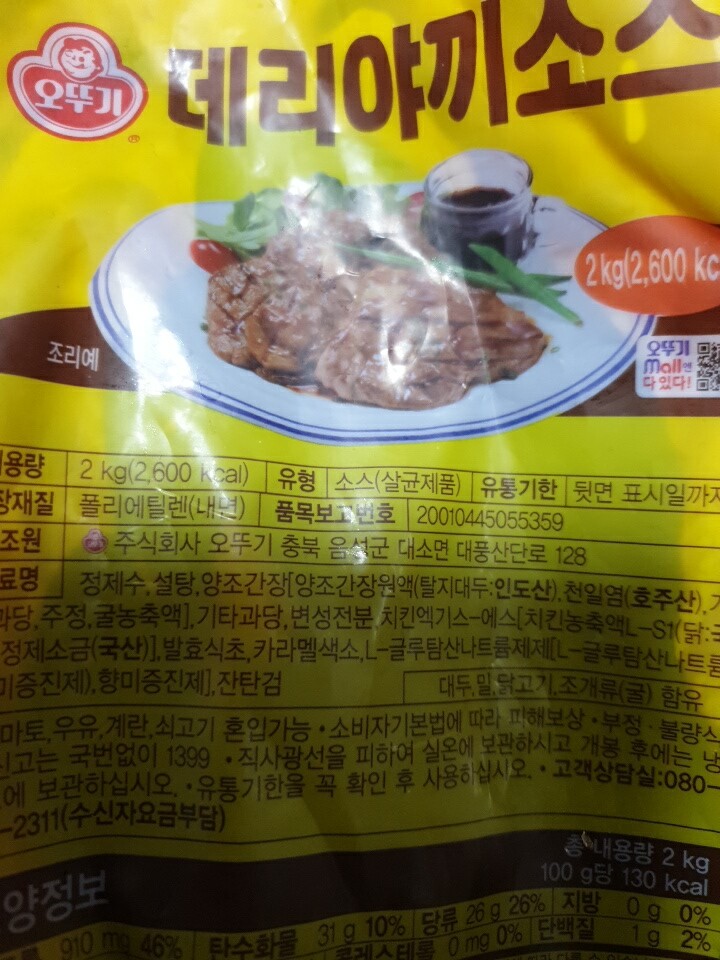 오뚜기
데리야끼소스
2 kg(2,600 kc
조리예
오뚜기
Mall에
다 있다!
용량 2 kg(2,600 kcal) 유형 소스(살균제품) 유통기한 뒷면 표시일까지
장재질 폴리에틸렌(내면) 품목보고번호 20010445055359
조원 주식회사 오뚜기 충북 음성군 대소면 대풍산단로 128
료명 정제수,설탕,양조간장[양조간장원액(탈지대두:인도산),천일염(호주산),
과당,주정,굴농축액],기타과당,변성전분,치킨엑기스-에스[치킨농축액L-S1(닭:
정제소금(국산)],발효식초,카라멜색소,L-글루탐산나트륨제제[L-글루탐산나트륨
미증진제),향미증진제],잔탄검
대두,밀,닭고기,조개류(굴) 함유
마토,우유,계란,쇠고기 혼입가능 •소비자기본법에 따라 피해보상 •부정·불량식
신고는 국번없이 1399 •직사광선을 피하여 실온에 보관하시고 개봉 후에는 냉
에 보관하십시오. •유통기한을 꼭 확인 후 사용하십시오. •고객상담실:080-
-2311(수신자요금부담)
총 내용량 2 kg
100 g당 130 kcal
양정보
910 mg 46% 탄수화물 31 g 10% 당류 26 g 26% 지방 0 g 0%
콜레스테롤 0 mg 0% 단백질 1 g 2%